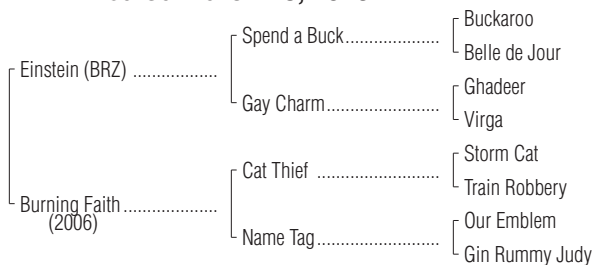 Einstein (BRZ) ..................
Burning Faith ....................
(2006)
Spend a Buck....................
Gay Charm........................
Cat Thief ..........................
Name Tag..........................
Buckaroo
Belle de Jour
Ghadeer
Virga
Storm Cat
Train Robbery
Our Emblem
Gin Rummy Judy